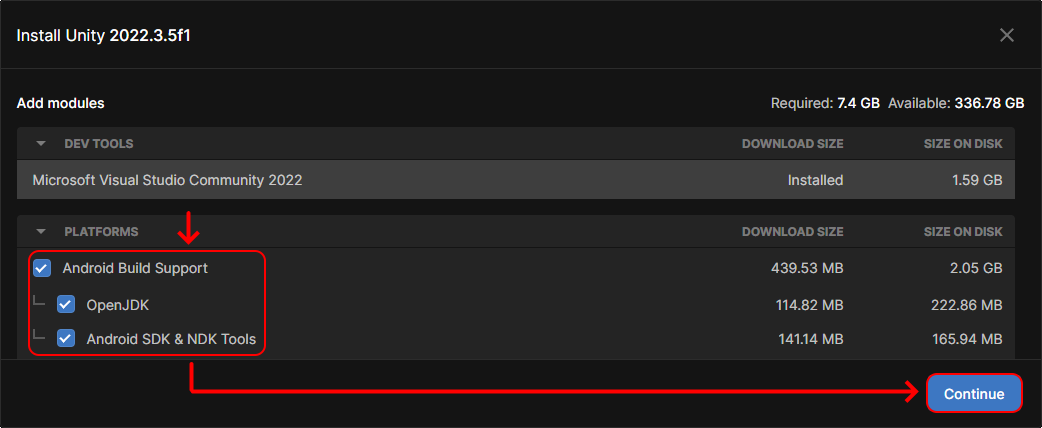 Install Unity 2022.3.5f1
Add modules Required: 7.4 GB Available: 336.78 GB
DEV TOOLS DOWNLOAD SIZE SIZE ON DISK
Microsoft Visual Studio Community 2022 Installed 1.59 GB
PLATFORMS DOWNLOAD SIZE SIZE ON DISK
Android Build Support 439.53 MB 2.05 GB
OpenJDK 114.82 MB 222.86 MB
Android SDK & NDK Tools 141.14 MB 165.94 MB
Continue